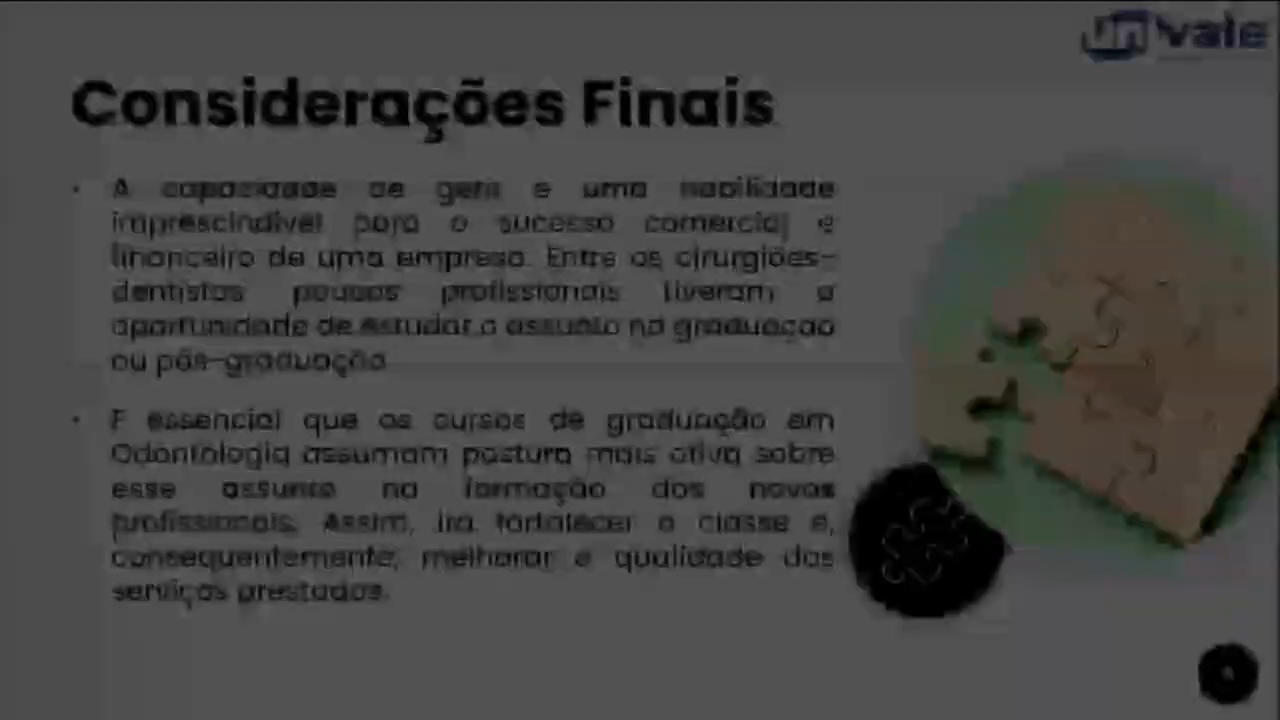 univale
Considerações Finais
• A capacidade de gerir é uma habilidade
imprescindível para o sucesso comercial e
financeiro de uma empresa. Entre os cirurgiões-
dentistas poucos profissionais tiveram a
oportunidade de estudar o assunto na graduação
ou pós-graduação.
• É essencial que os cursos de graduação em
Odontologia assumam postura mais ativa sobre
esse assunto na formação dos novos
profissionais. Assim, irá fortalecer a classe e,
consequentemente, melhorar a qualidade dos
serviços prestados.